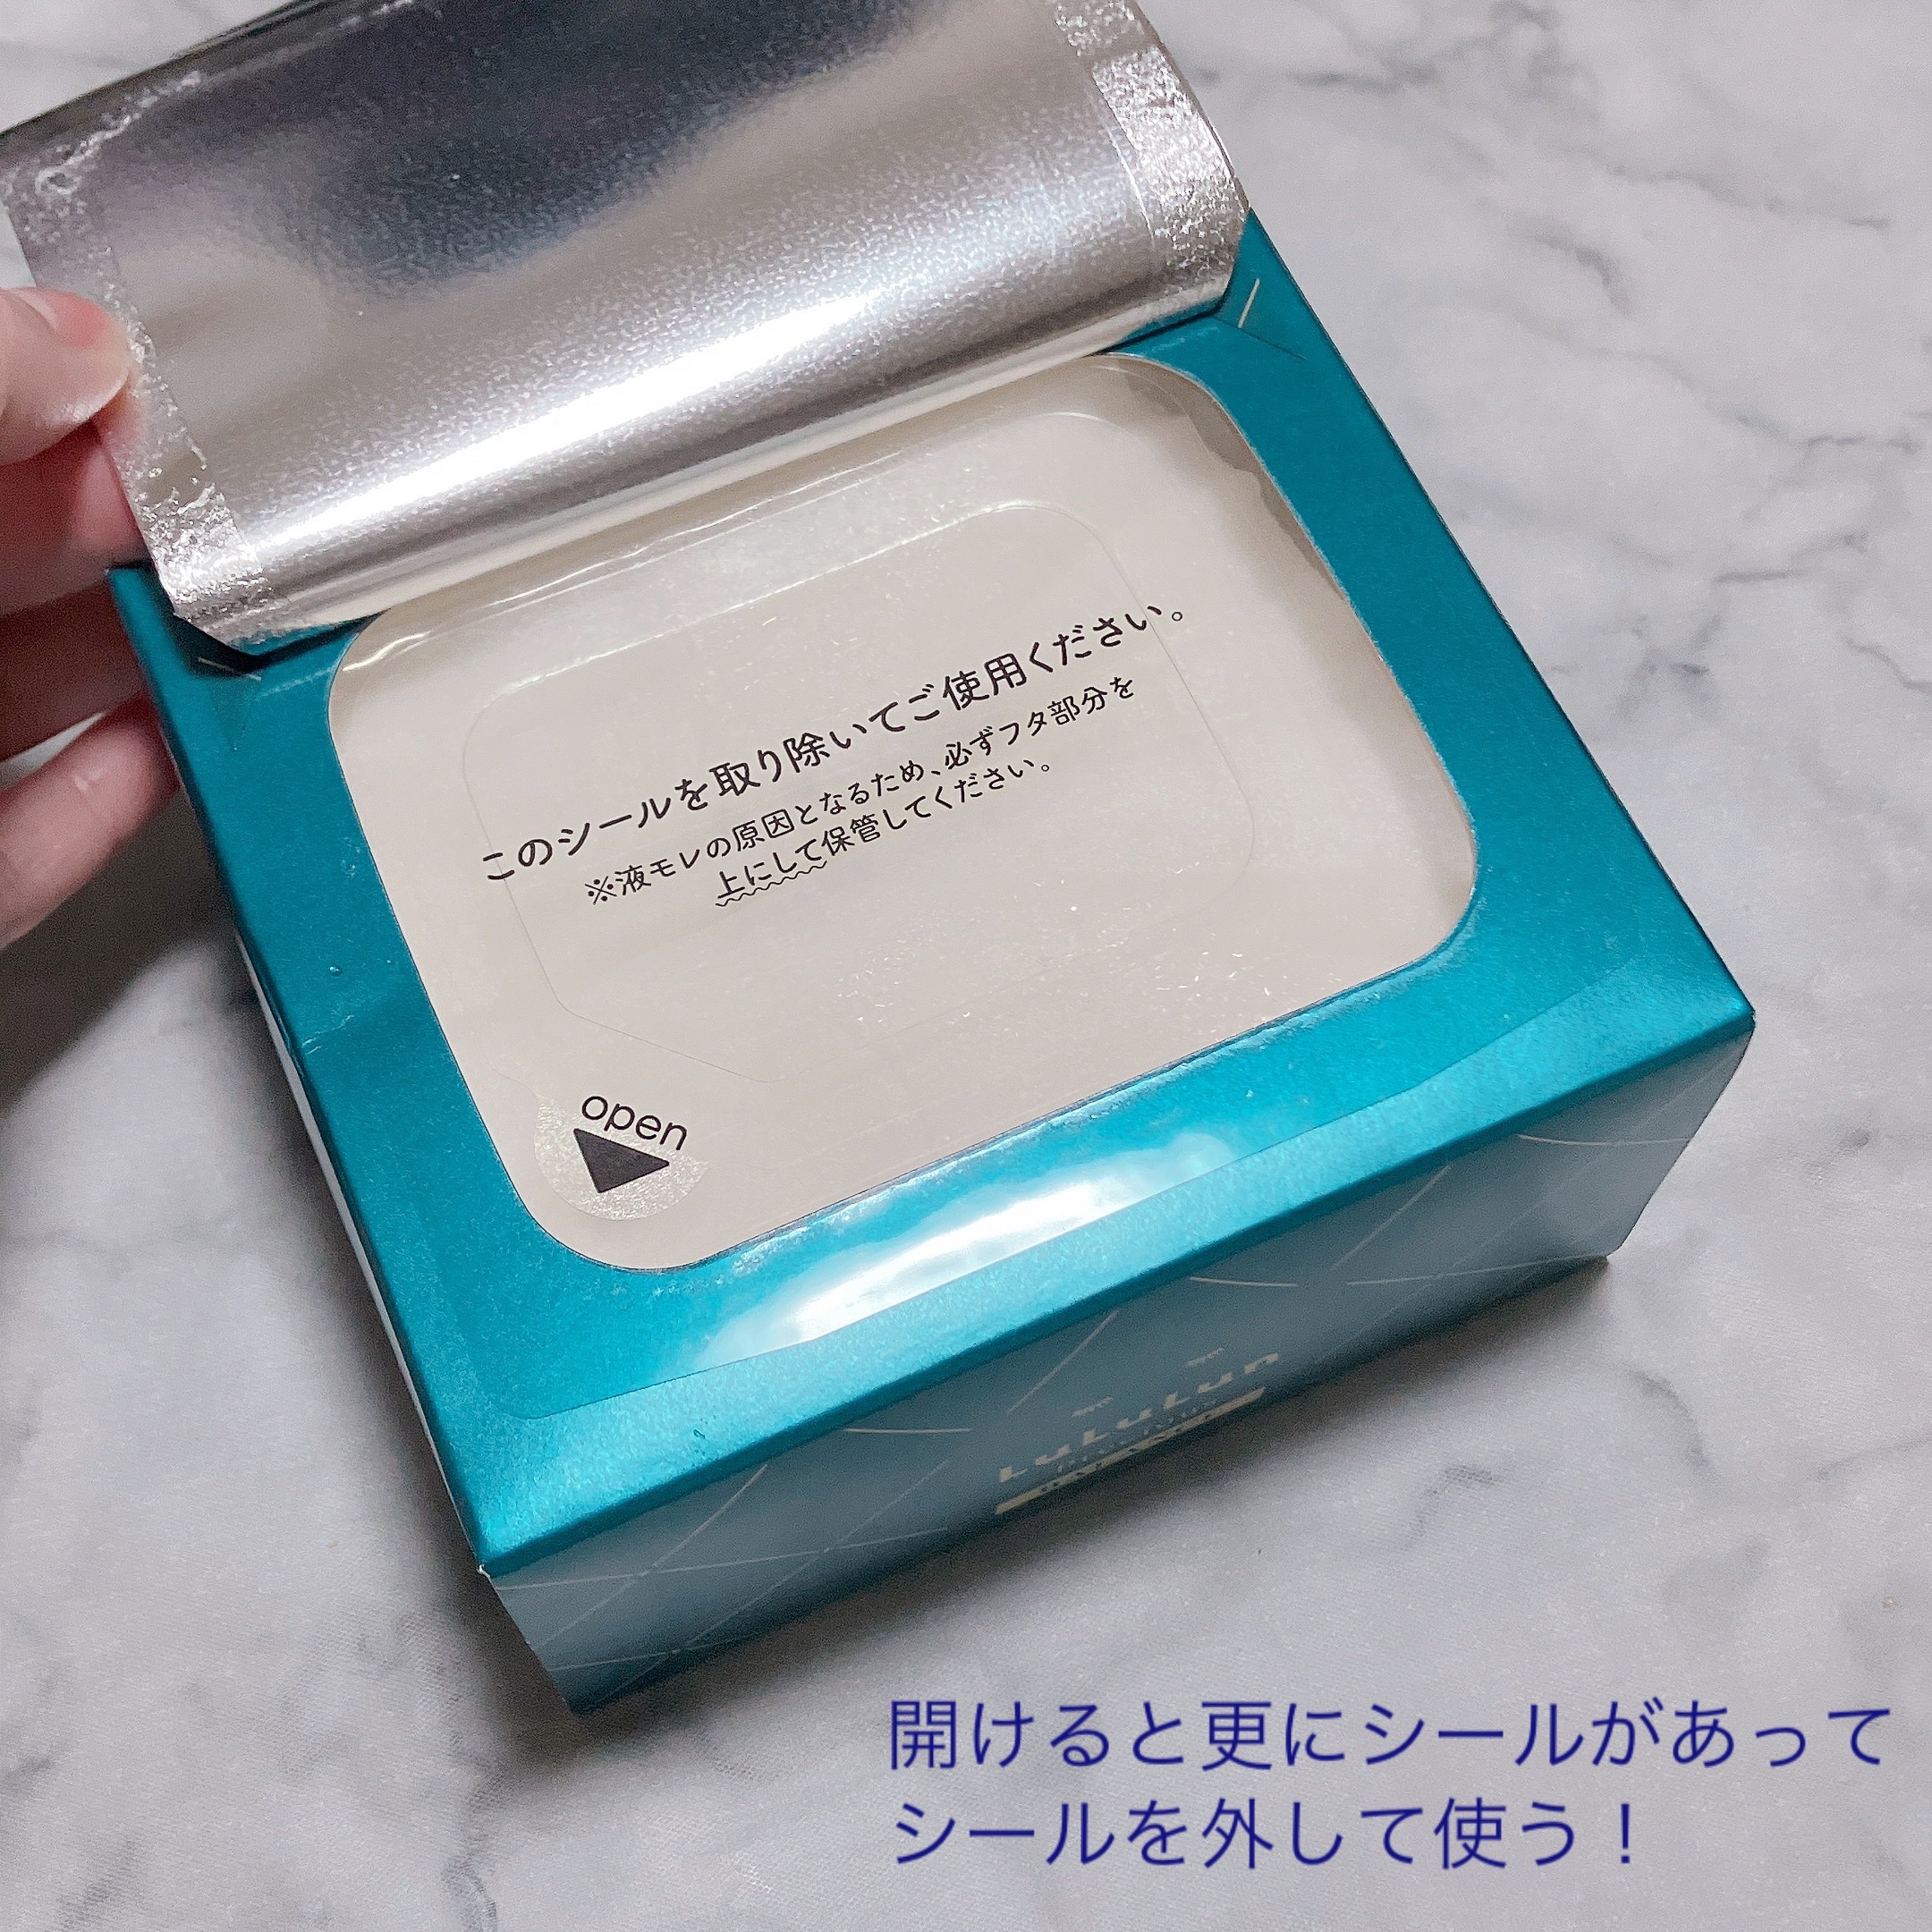 このシールを取り除いてご使用ください。
※液モレの原因となるため、必ずフタ部分を
上にして保管してください。
open
LuLuLun
開けると更にシールがあって
シールを外して使う！